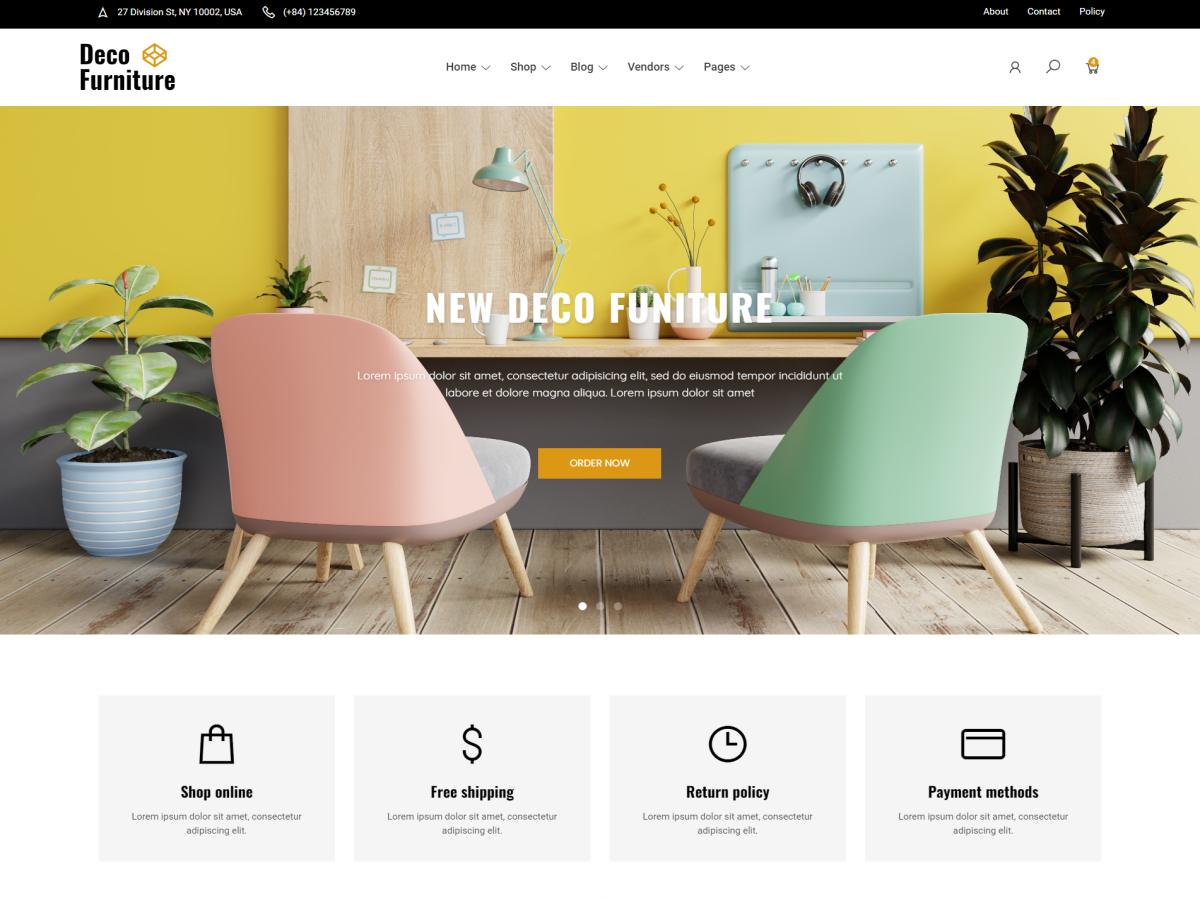 27 Division St, NY 10002, USA
(+84) 123456789
About
Contact
Policy
Deco
Furniture
Home
Shop
Blog
Vendors
Pages
4
NEW DECO FUNITURE
Lorem ipsum dolor sit amet, consectetur adipisicing elit, sed do eiusmod tempor incididunt ut
labore et dolore magna aliqua. Lorem ipsum dolor sit amet
ORDER NOW
Shop online
Lorem ipsum dolor sit amet, consectetur
adipiscing elit.
Free shipping
Lorem ipsum dolor sit amet, consectetur
adipiscing elit.
Return policy
Lorem ipsum dolor sit amet, consectetur
adipiscing elit.
Payment methods
Lorem ipsum dolor sit amet, consectetur
adipiscing elit.